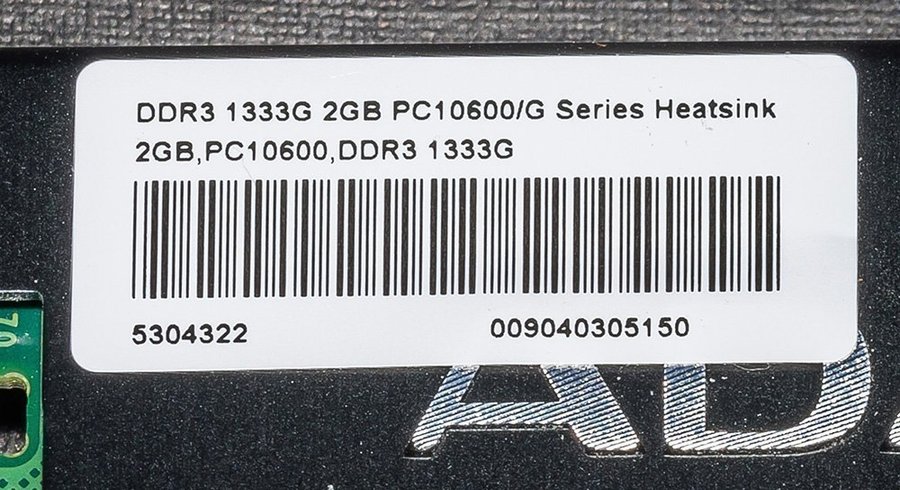 DDR3 1333G 2GB PC10600/G Series Heatsink
2GB,PC10600,DDR3 1333G
5304322 009040305150